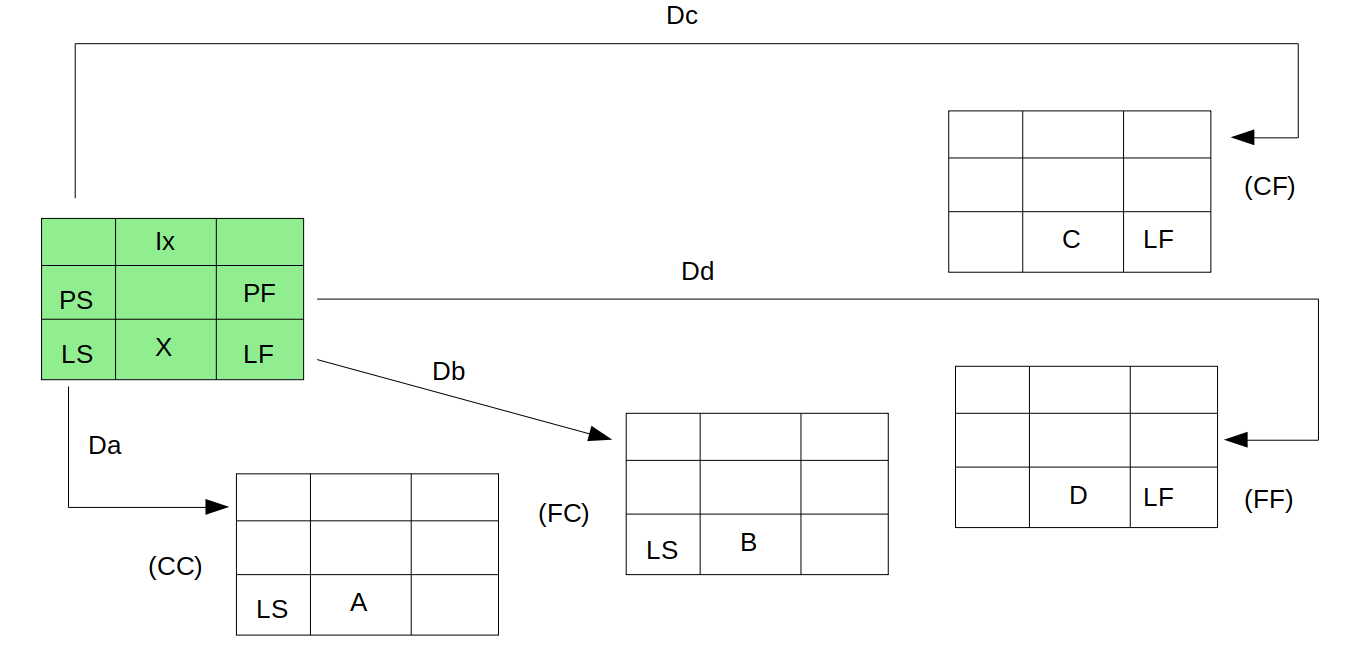 Dc
(CF)
Ix
C LF
Dd
PS PF
LS X LF
Db
Da
D LF
(FF)
(FC)
LS B
(CC)
LS A